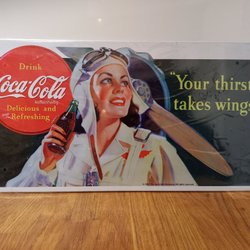 Drink
Coca-Cola
Delicious and
Refreshing
"Your thirst
takes wings"